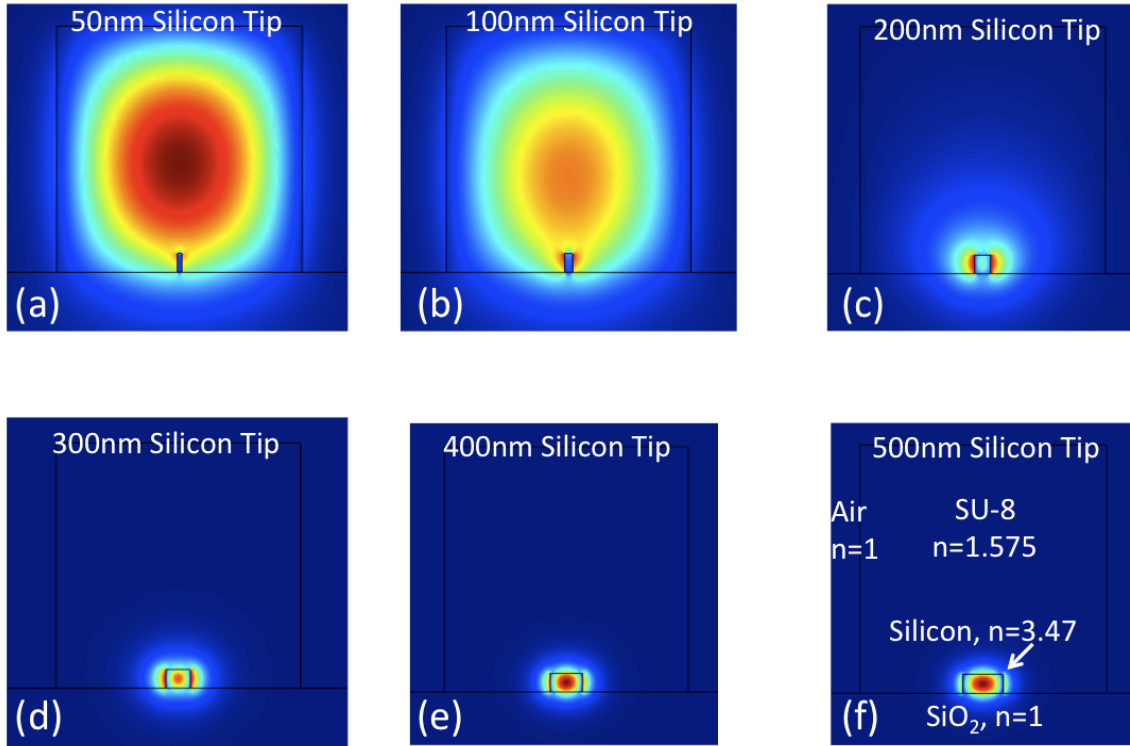 50nm Silicon Tip
100nm Silicon Tip
200nm Silicon Tip
(a)
(b)
(c)
300nm Silicon Tip
400nm Silicon Tip
500nm Silicon Tip
Air
n=1
SU-8
n=1.575
Silicon, n=3.47
SiO₂, n=1
(d)
(e)
(f)